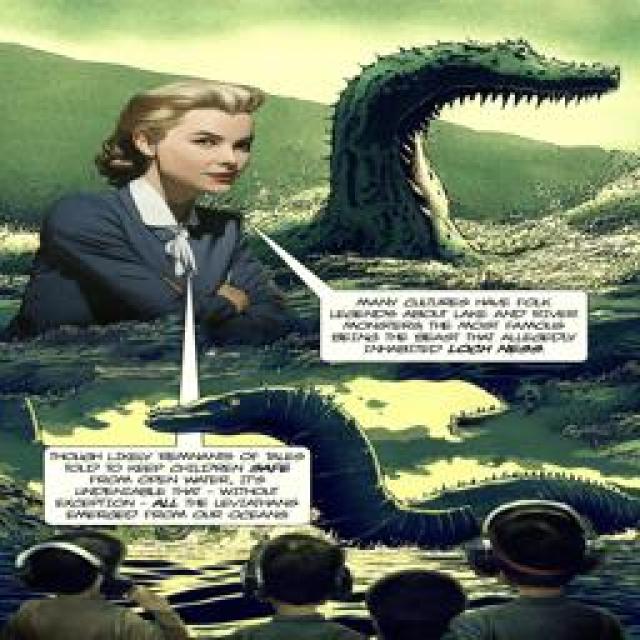 MANY CULTURES HAVE FOLK
LEGENDS ABOUT LAKE AND RIVER
MONSTERS THE MOST FAMOUS
BEING THE BEAST THAT ALLEGEDLY
INHABITED LOCH NESS
THOUGH LIKELY REMNANTS OF TALES
TOLD TO KEEP CHILDREN SAFE
FROM OPEN WATER, IT'S
UNDENIABLE THAT - WITHOUT
EXCEPTION - ALL THE LEVIATHANS
EMERGED FROM OUR OCEANS